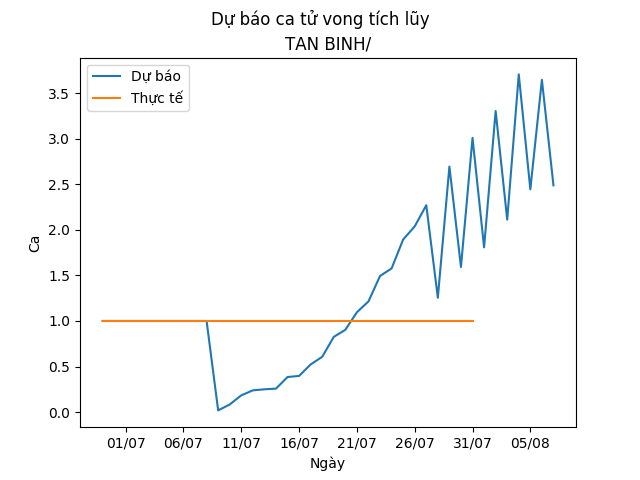 Dự báo ca tử vong tích lũy
TAN BINH/
Dự báo
Thực tế
Ca
3.5
3.0
2.5
2.0
1.5
1.0
0.5
0.0
01/07 06/07 11/07 16/07 21/07 26/07 31/07 05/08
Ngày